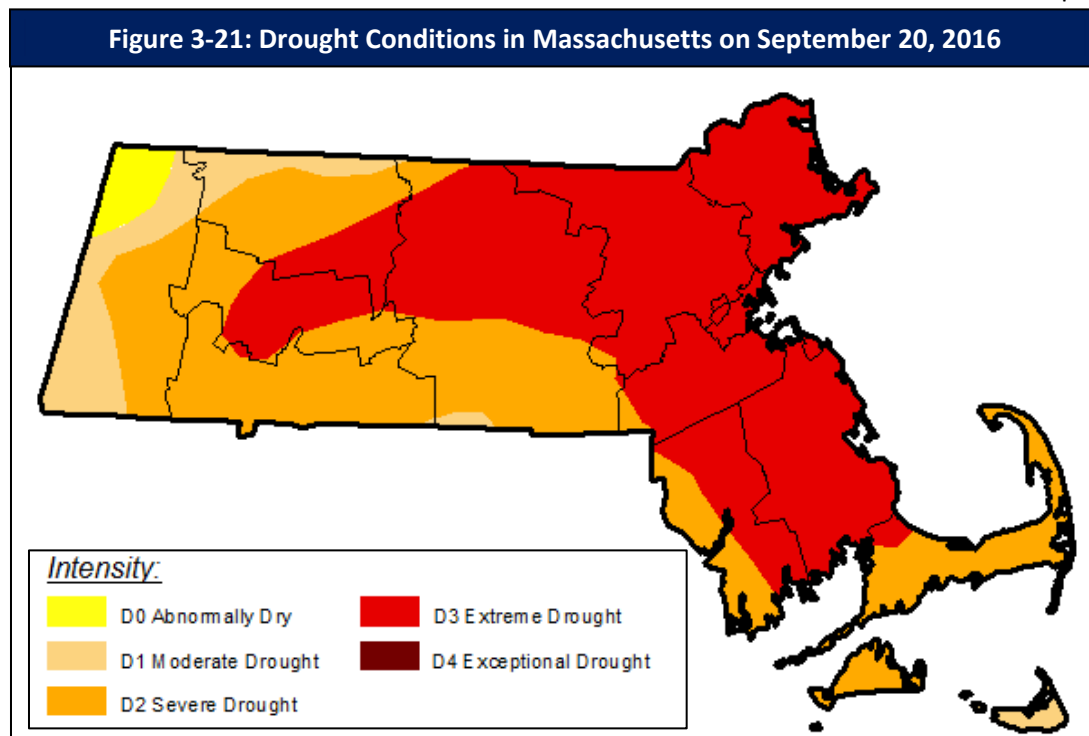 Figure 3-21: Drought Conditions in Massachusetts on September 20, 2016
Intensity:
D0 Abnormally Dry
D1 Moderate Drought
D2 Severe Drought
D3 Extreme Drought
D4 Exceptional Drought